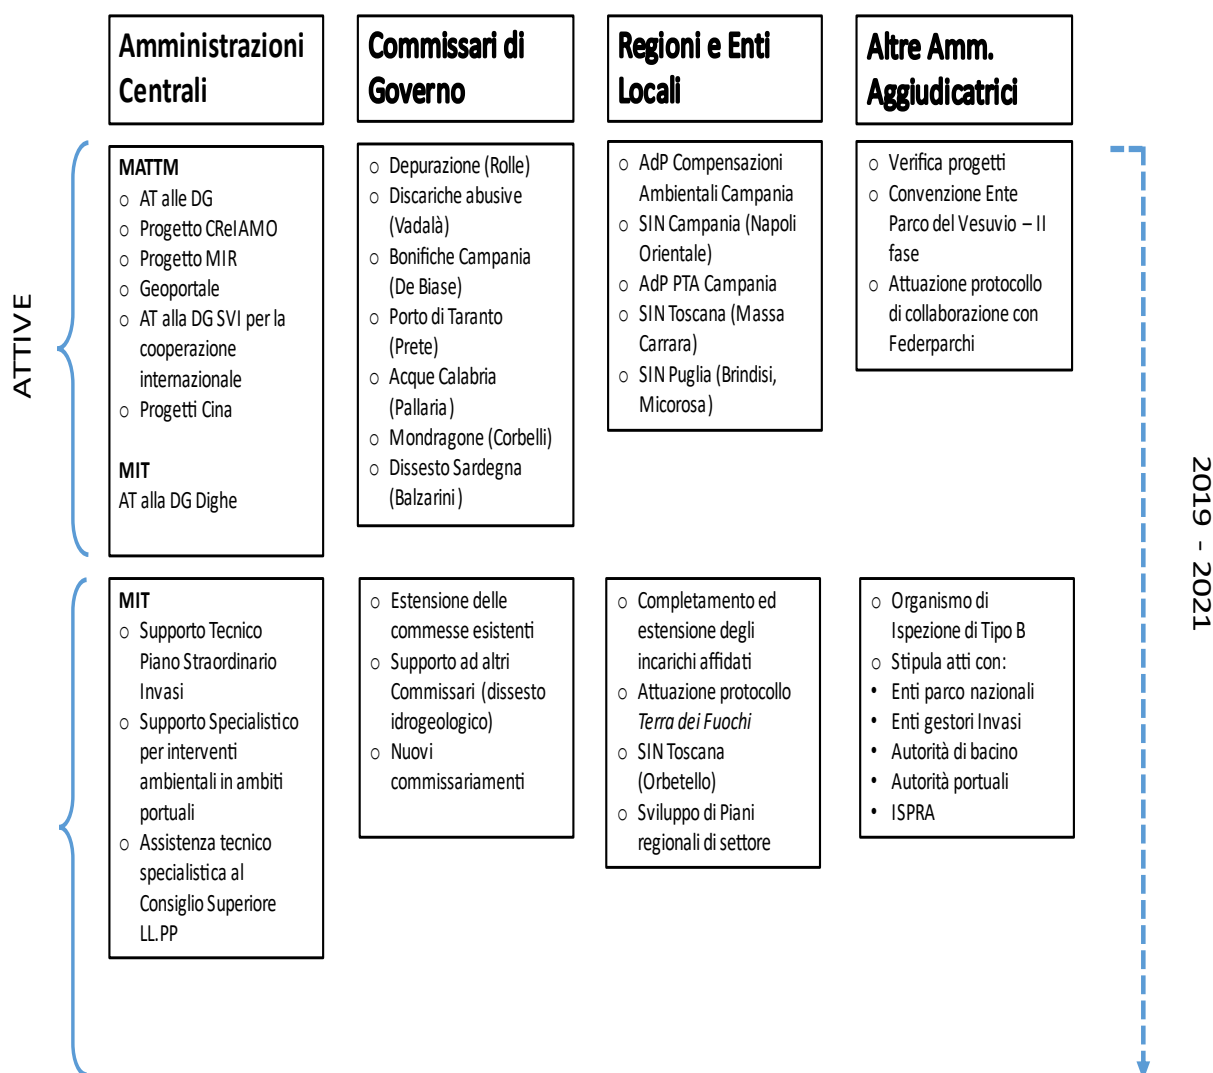 Amministrazioni
Centrali
Commissari di
Governo
Regioni e Enti
Locali
Altre Amm.
Aggiudicatrici
ATTIVE
MATTM
○ AT alle DG
○ Progetto CReIAMO
○ Progetto MIR
○ Geoportale
○ AT alla DG SVI per la
cooperazione
internazionale
○ Progetti Cina
MIT
AT alla DG Dighe
○ Depurazione (Rolle)
○ Discariche abusive
(Vadalà)
○ Bonifiche Campania
(De Biase)
○ Porto di Taranto
(Prete)
○ Acque Calabria
(Pallaria)
○ Mondragone (Corbelli)
○ Dissesto Sardegna
(Balzarini)
○ AdP Compensazioni
Ambientali Campania
○ SIN Campania (Napoli
Orientale)
○ AdP PTA Campania
○ SIN Toscana (Massa
Carrara)
○ SIN Puglia (Brindisi,
Micorosa)
○ Verifica progetti
○ Convenzione Ente
Parco del Vesuvio – II
fase
○ Attuazione protocollo
di collaborazione con
Federparchi
2019 - 2021
MIT
○ Supporto Tecnico
Piano Straordinario
Invasi
○ Supporto Specialistico
per interventi
ambientali in ambiti
portuali
○ Assistenza tecnico
specialistica al
Consiglio Superiore
LL.PP
○ Estensione delle
commesse esistenti
○ Supporto ad altri
Commissari (dissesto
idrogeologico)
○ Nuovi
commissariamenti
○ Completamento ed
estensione degli
incarichi affidati
○ Attuazione protocollo
Terra dei Fuochi
○ SIN Toscana
(Orbetello)
○ Sviluppo di Piani
regionali di settore
○ Organismo di
Ispezione di Tipo B
○ Stipula atti con:
• Enti parco nazionali
• Enti gestori Invasi
• Autorità di bacino
• Autorità portuali
• ISPRA